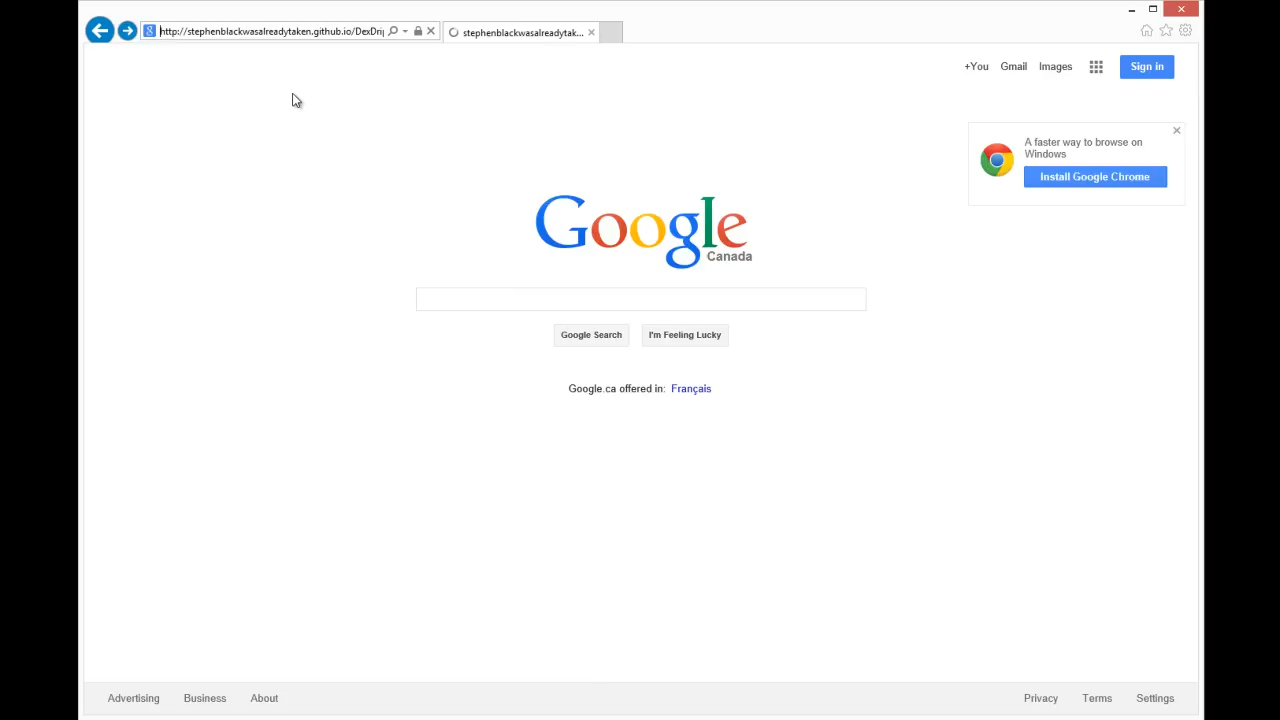 http://stephenblackwasalreadytaken.github.io/DexDrip
stephenblackwasalreadytak...
+You Gmail Images Sign in
A faster way to browse on
Windows
Install Google Chrome
Google
Canada
Google Search I'm Feeling Lucky
Google.ca offered in: Français
Advertising Business About Privacy Terms Settings